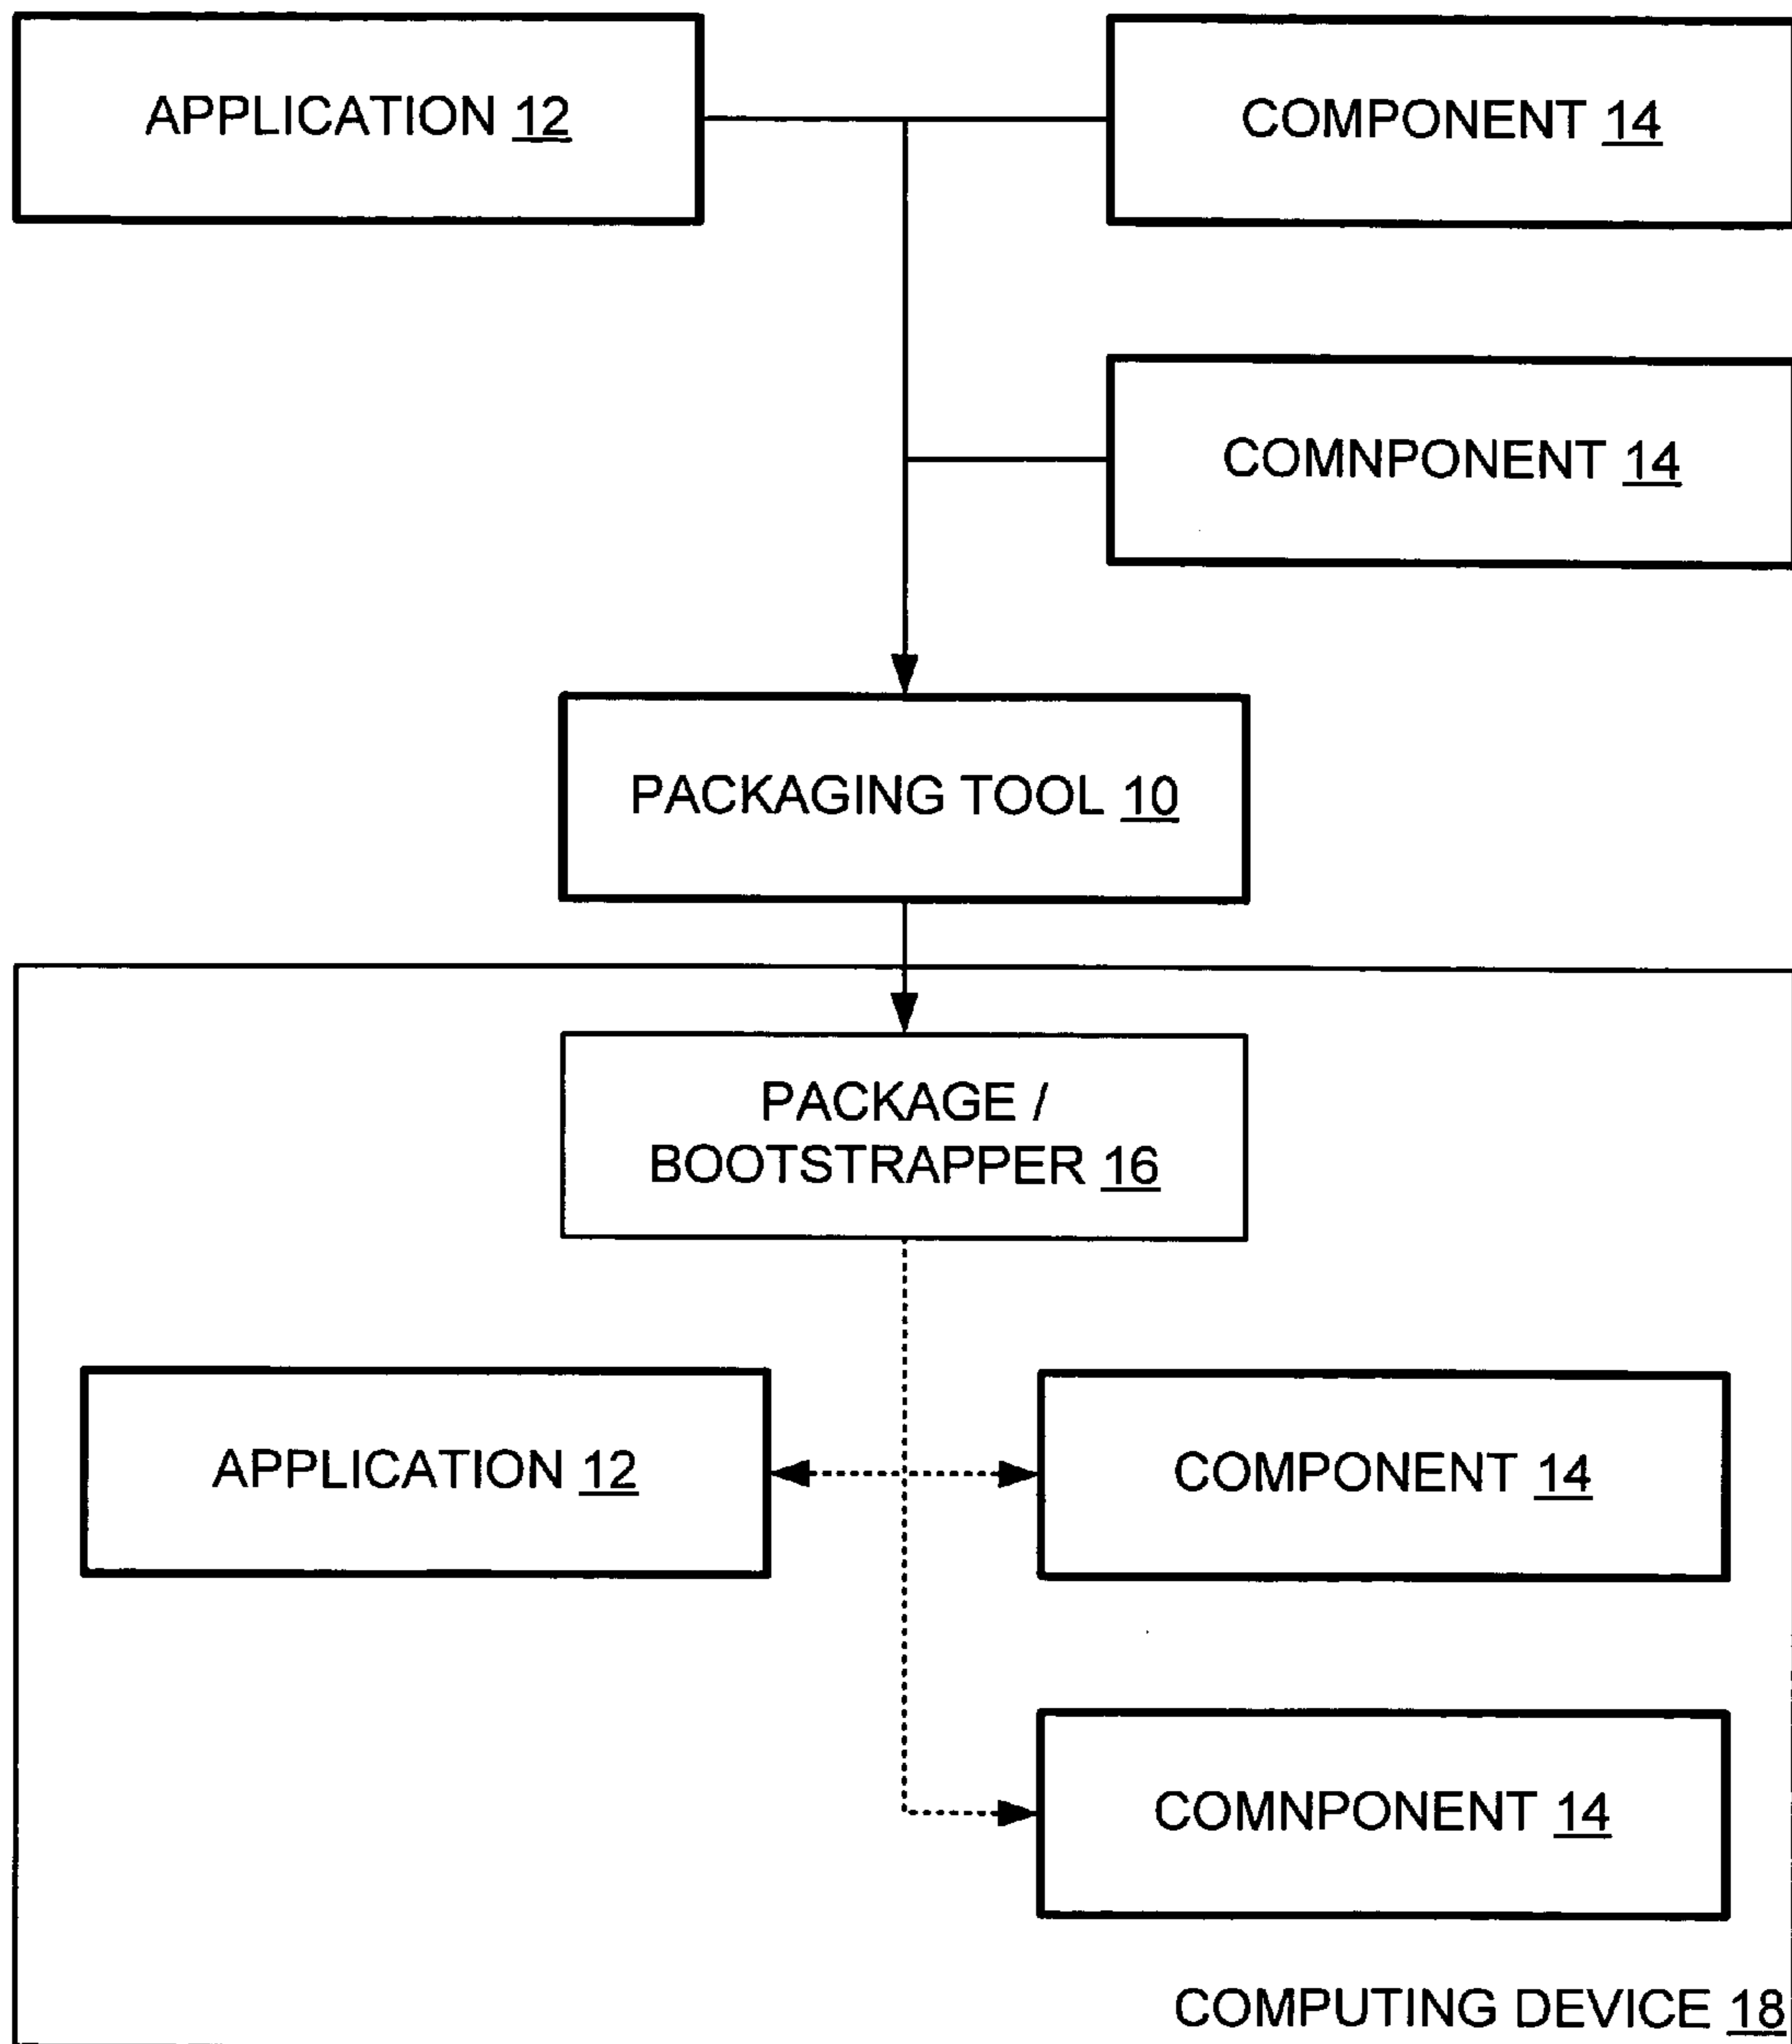 APPLICATION 12
COMPONENT 14
COMNPONENT 14
PACKAGING TOOL 10
PACKAGE /
BOOTSTRAPPER 16
APPLICATION 12
COMPONENT 14
COMNPONENT 14
COMPUTING DEVICE 18